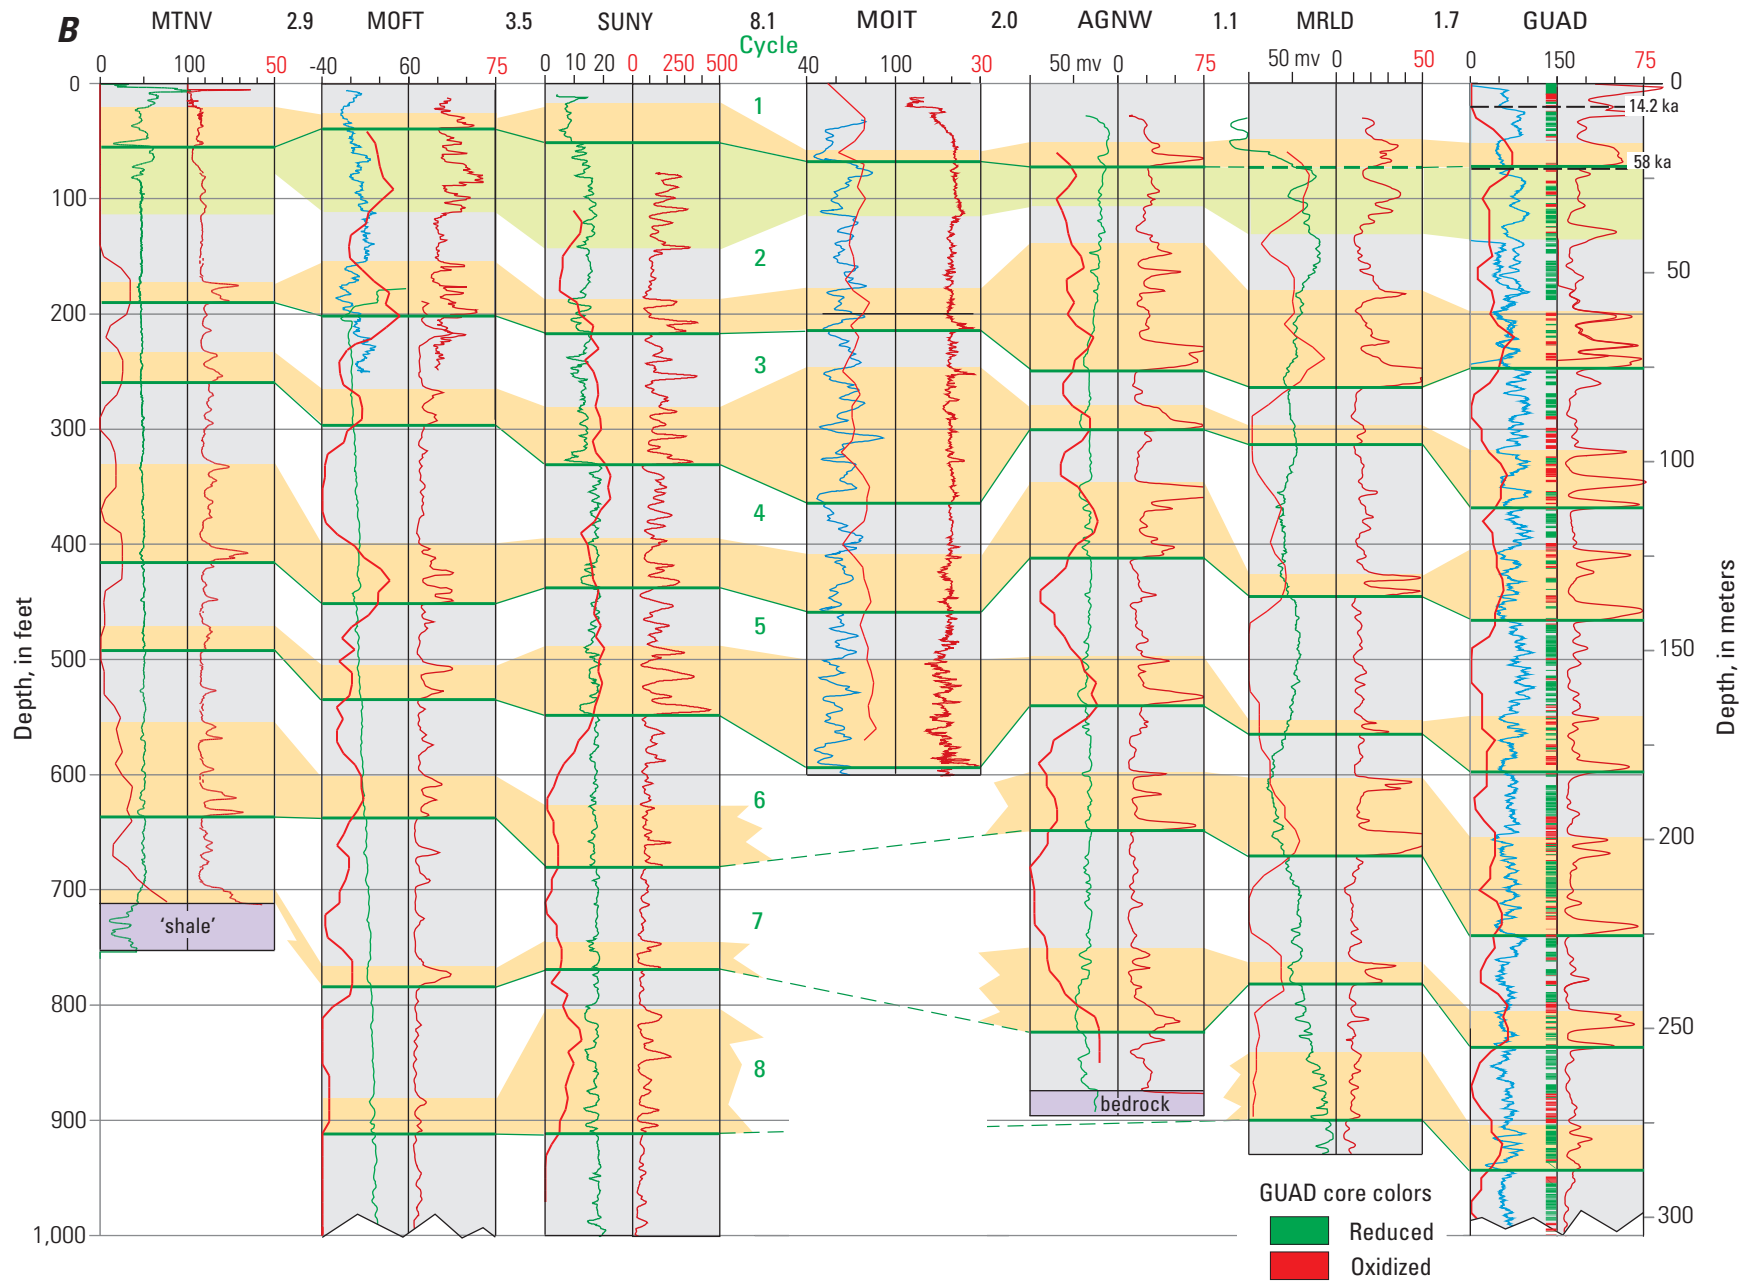 B
MTNV 2.9 MOFT 3.5 SUNY 8.1 MOIT 2.0 AGNW 1.1 MRLD 1.7 GUAD
Cycle
0 100 50 -40 60 75 0 10 20 0 250 500 40 100 30 50 mv 0 75 50 mv 0 50 0 150 75
0 0
1
14.2 ka
58 ka
100
2
50
200
3
300
100
4
400
5
150
500
600
6
200
700
7
'shale'
800
250
8
900
bedrock
1,000
300
Depth, in feet
Depth, in meters
GUAD core colors
Reduced
Oxidized